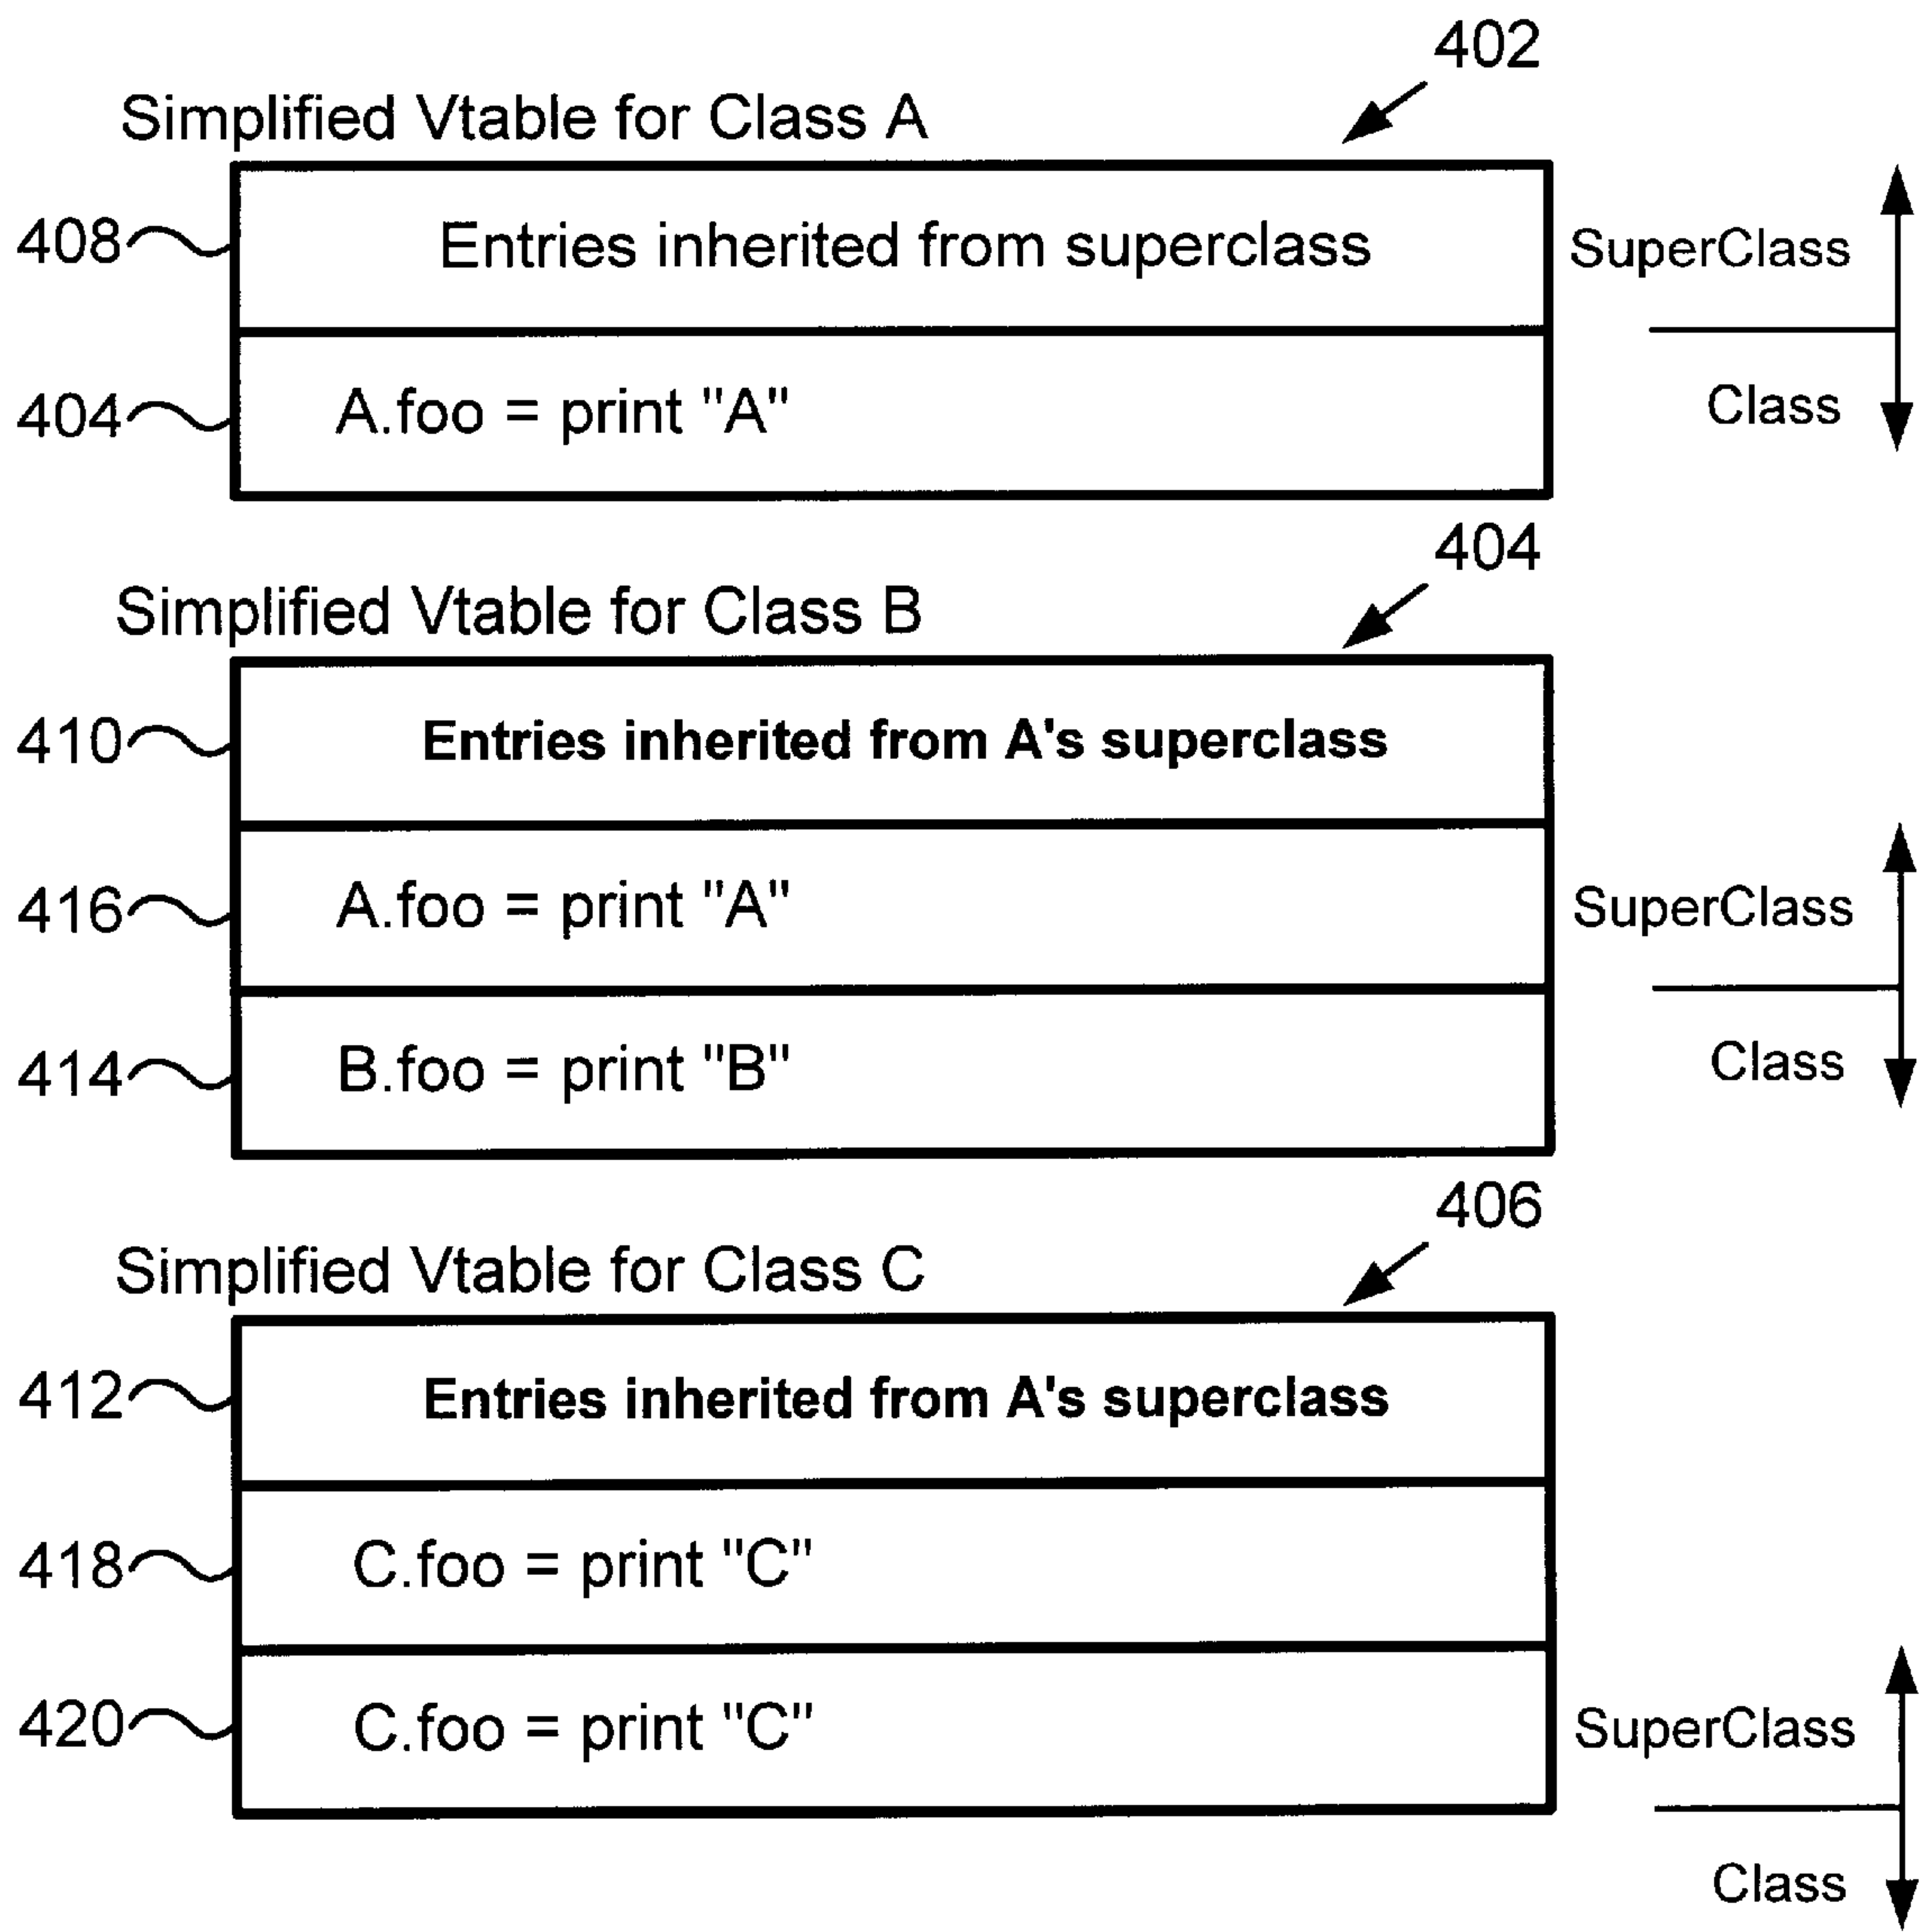 402
Simplified Vtable for Class A
408 Entries inherited from superclass SuperClass
404 A.foo = print "A" Class
404
Simplified Vtable for Class B
410 Entries inherited from A's superclass
416 A.foo = print "A" SuperClass
414 B.foo = print "B" Class
406
Simplified Vtable for Class C
412 Entries inherited from A's superclass
418 C.foo = print "C"
420 C.foo = print "C" SuperClass
Class